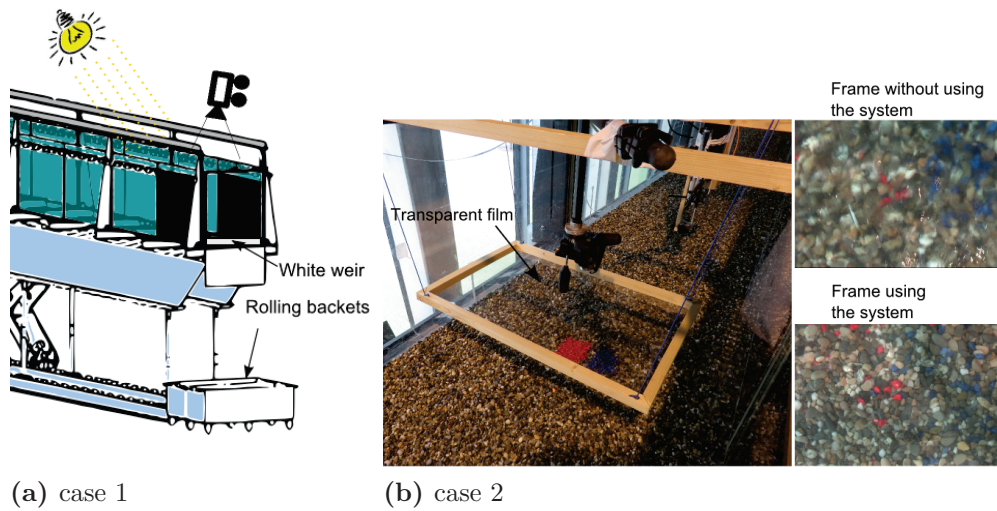 White weir
Rolling backets
(a) case 1
Transparent film
Frame without using
the system
Frame using
the system
(b) case 2